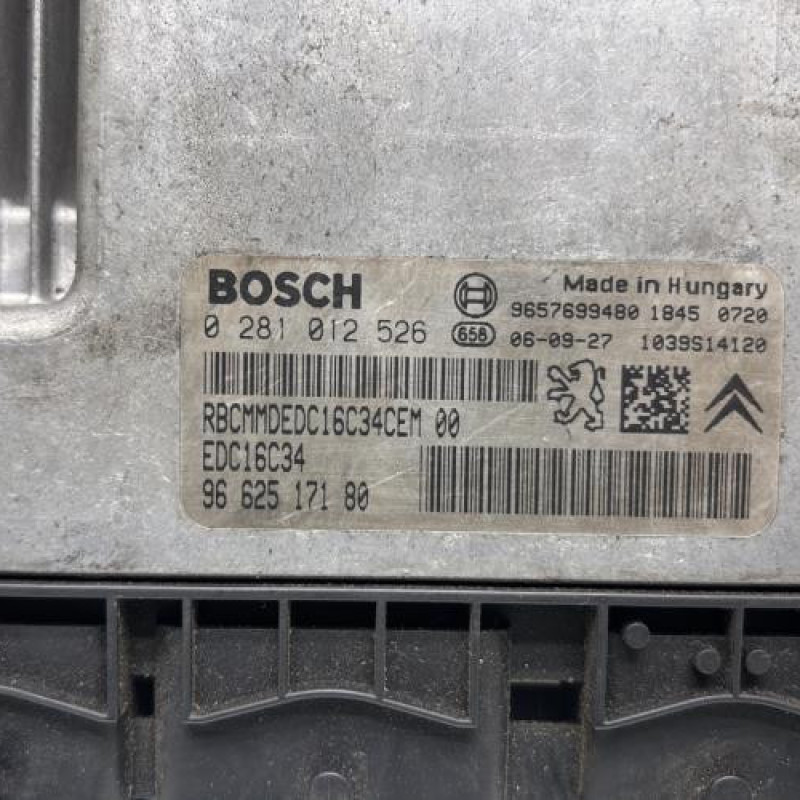 BOSCH
Made in Hungary
0 281 012 526
9657699480 1845 0720
658 06-09-27 1039S14120
RBCMMDEDC16C34CEM 00
EDC16C34
96 625 171 80